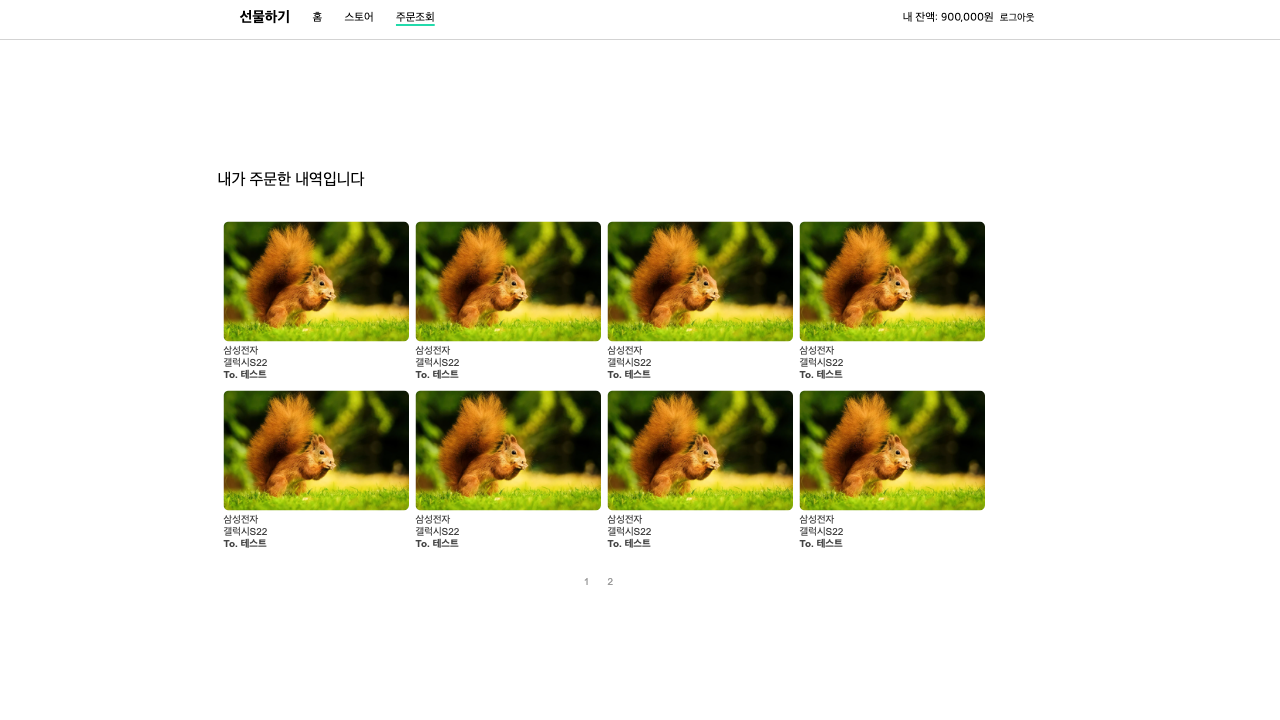 선물하기 홈 스토어 주문조회 내 잔액: 900,000원 로그아웃
내가 주문한 내역입니다
삼성전자 삼성전자 삼성전자 삼성전자
갤럭시S22 갤럭시S22 갤럭시S22 갤럭시S22
To. 테스트 To. 테스트 To. 테스트 To. 테스트
삼성전자 삼성전자 삼성전자 삼성전자
갤럭시S22 갤럭시S22 갤럭시S22 갤럭시S22
To. 테스트 To. 테스트 To. 테스트 To. 테스트
1 2